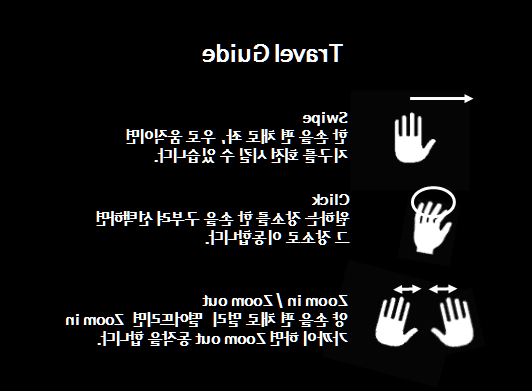 Travel Guide
Swipe
한 손을 편 채로 좌, 우로 움직이면
지구를 회전시킬 수 있습니다.
Click
원하는 장소를 한 손을 구부려 선택하면
그 장소로 이동합니다.
Zoom in / Zoom out
양 손을 편 채로 멀리 떨어뜨리면 Zoom in
가까이 하면 Zoom out 동작을 합니다.